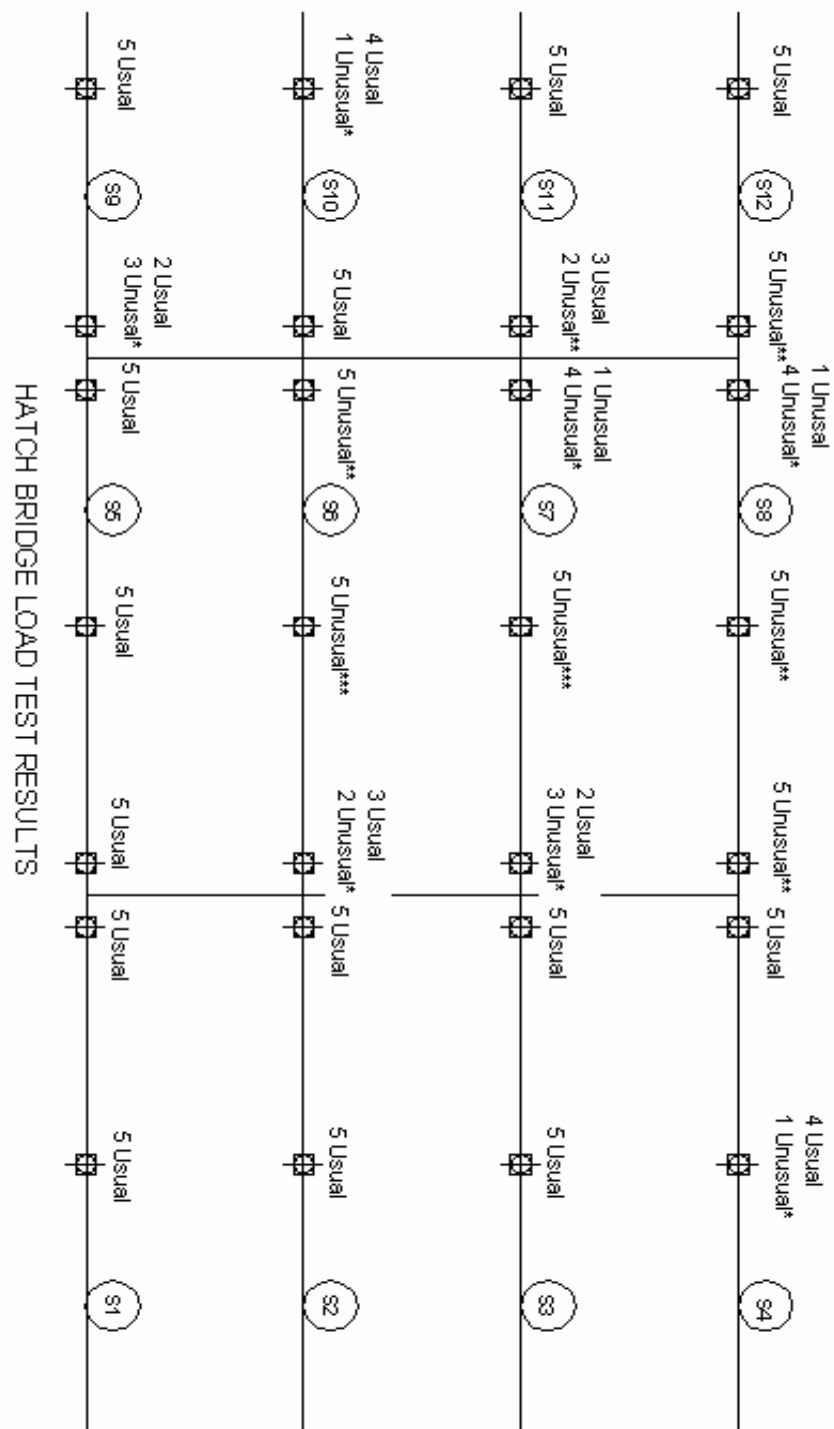 5 Usual
5 Unusual**
1 Unusal
4 Unusual*
5 Unusual**
5 Unusual**
5 Usual
4 Usual
1 Unusual*
S12
S8
S4
5 Usual
3 Usual
2 Unusal**
1 Unusual
4 Unusual*
5 Unusual***
2 Usual
3 Unusual*
5 Usual
5 Usual
S11
S7
S3
4 Usual
1 Unusual*
5 Usual
5 Unusual**
5 Unusual***
3 Usual
2 Unusual*
5 Usual
5 Usual
S10
S6
S2
5 Usual
2 Usual
3 Unusal*
5 Usual
5 Usual
5 Usual
5 Usual
5 Usual
S9
S5
S1
HATCH BRIDGE LOAD TEST RESULTS